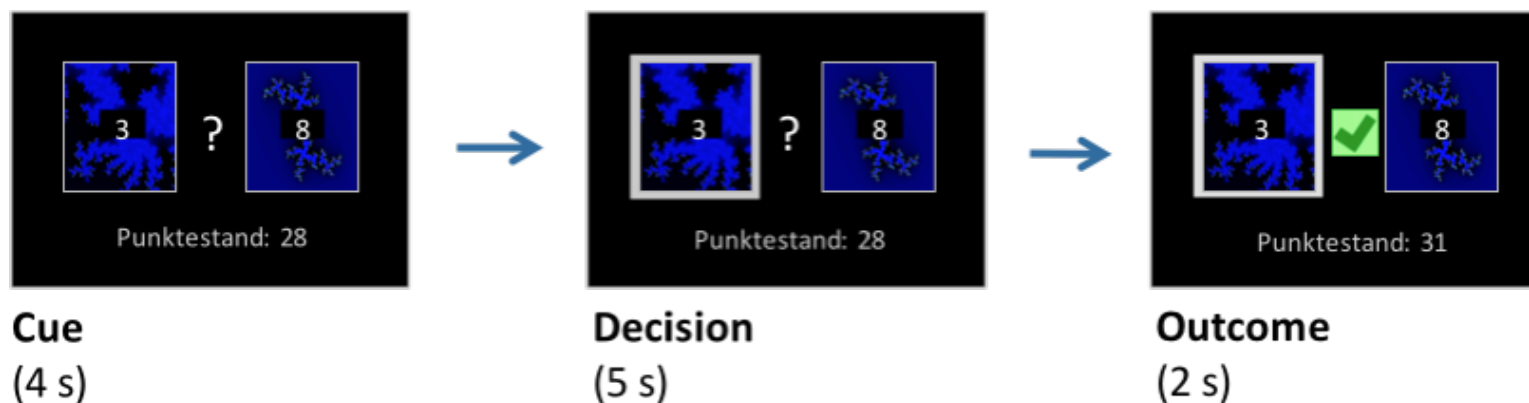 3 ? 8
Punktestand: 28
Cue
(4 s)
3 ? 8
Punktestand: 28
Decision
(5 s)
3 8
Punktestand: 31
Outcome
(2 s)